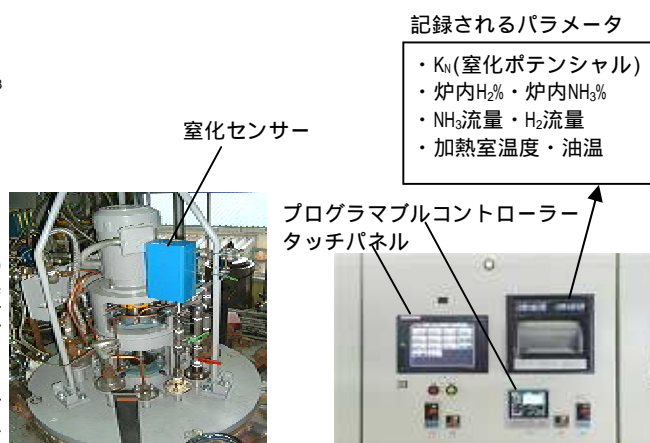 記録されるパラメータ
・KN(窒化ポテンシャル)
・炉内H2%・炉内NH3%
・NH3流量・H2流量
・加熱室温度・油温
窒化センサー
プログラマブルコントローラー
タッチパネル